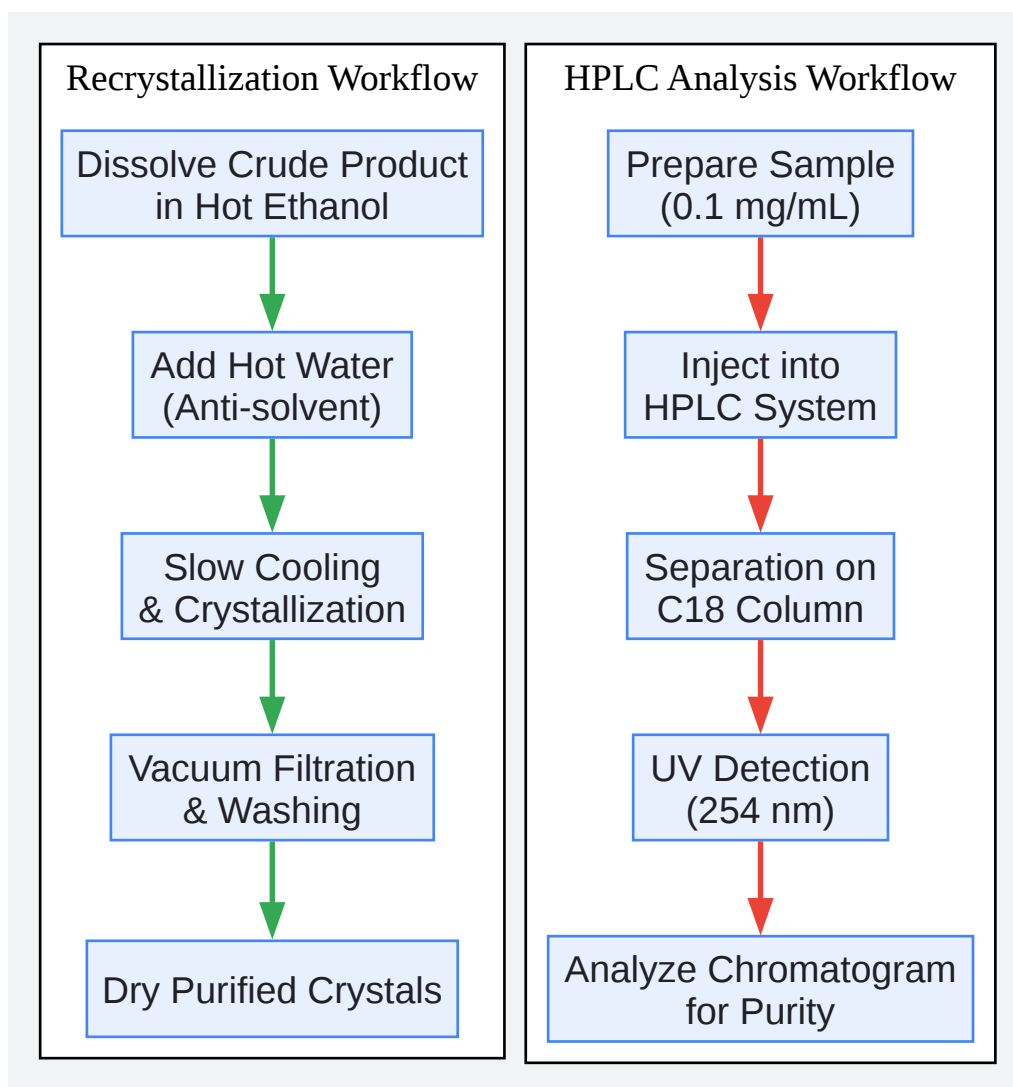 Recrystallization Workflow
Dissolve Crude Product
in Hot Ethanol
Add Hot Water
(Anti-solvent)
Slow Cooling
& Crystallization
Vacuum Filtration
& Washing
Dry Purified Crystals
HPLC Analysis Workflow
Prepare Sample
(0.1 mg/mL)
Inject into
HPLC System
Separation on
C18 Column
UV Detection
(254 nm)
Analyze Chromatogram
for Purity